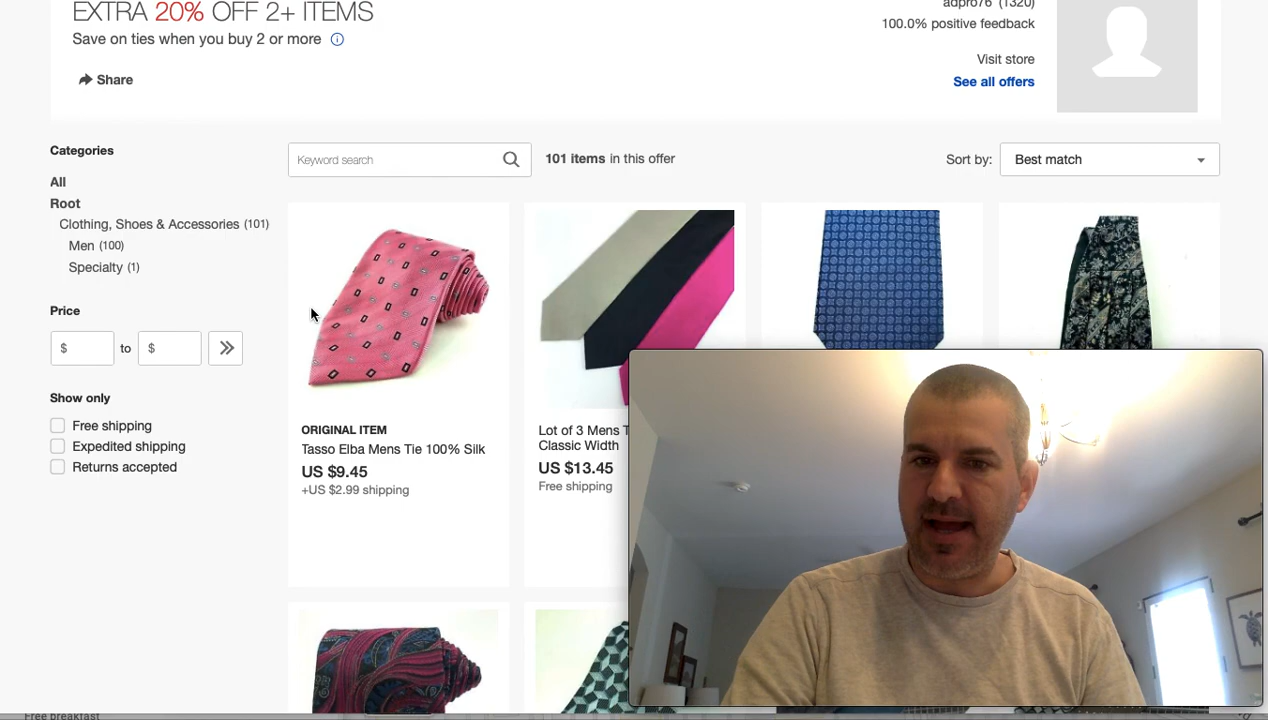 EXTRA 20% OFF 2+ ITEMS
Save on ties when you buy 2 or more
Share
adpro76 (1320)
100.0% positive feedback
Visit store
See all offers
Categories
All
Root
Clothing, Shoes & Accessories (101)
Men (100)
Specialty (1)
Price
$ to $
Show only
Free shipping
Expedited shipping
Returns accepted
Keyword search
101 items in this offer
Sort by: Best match
ORIGINAL ITEM
Tasso Elba Mens Tie 100% Silk
US $9.45
+US $2.99 shipping
Lot of 3 Mens T
Classic Width
US $13.45
Free shipping
Free breakfast